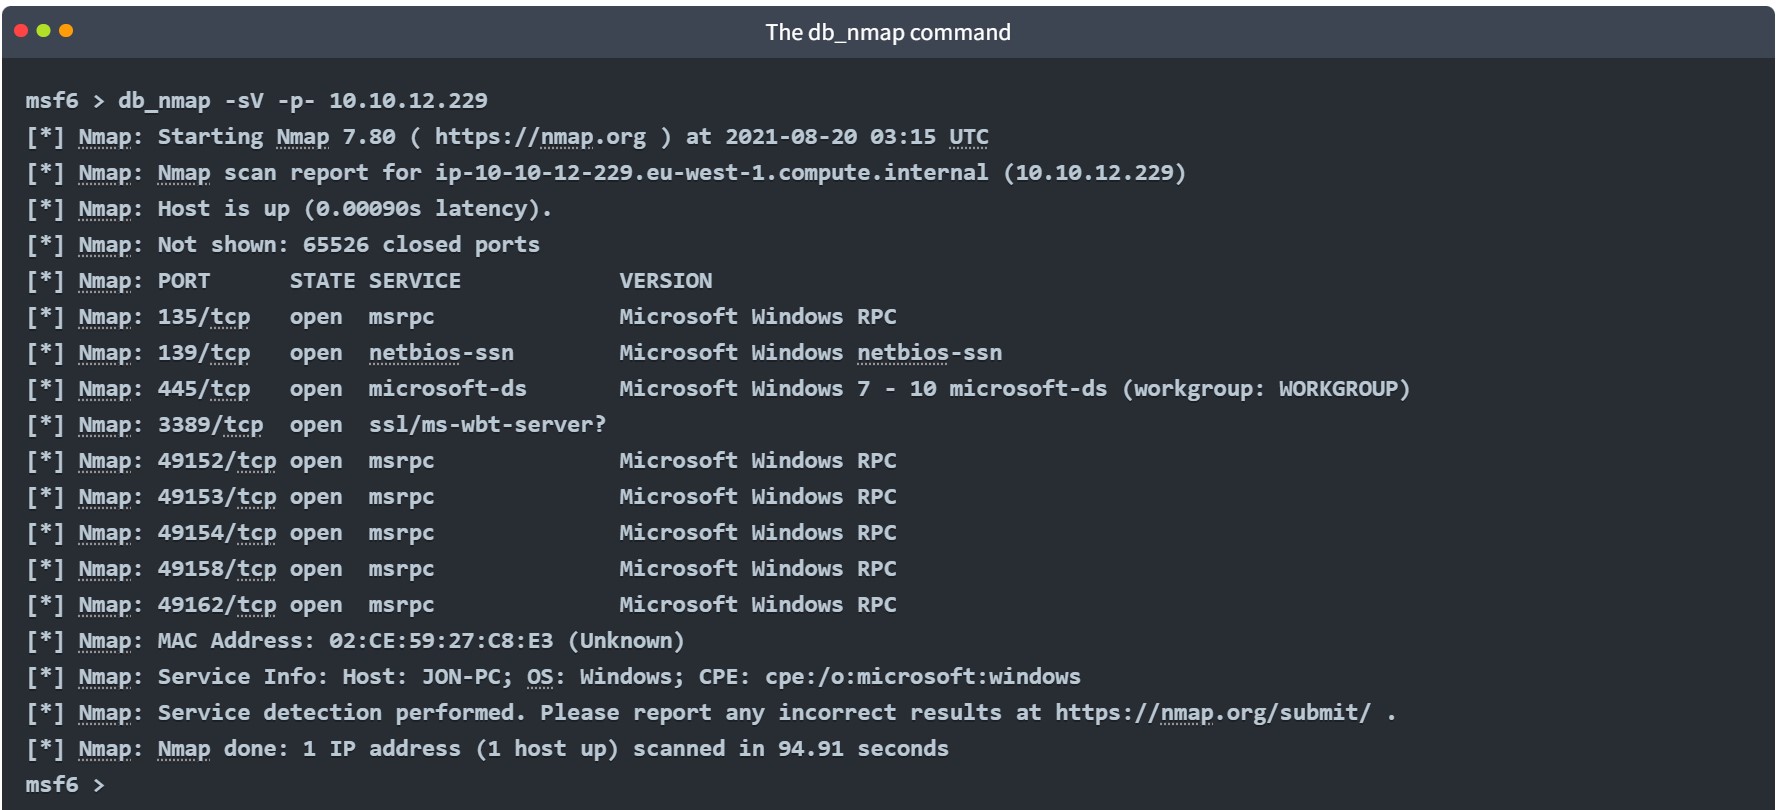 The db_nmap command
msf6 > db_nmap -sV -p- 10.10.12.229
[*] Nmap: Starting Nmap 7.80 ( https://nmap.org ) at 2021-08-20 03:15 UTC
[*] Nmap: Nmap scan report for ip-10-10-12-229.eu-west-1.compute.internal (10.10.12.229)
[*] Nmap: Host is up (0.00090s latency).
[*] Nmap: Not shown: 65526 closed ports
[*] Nmap: PORT      STATE SERVICE            VERSION
[*] Nmap: 135/tcp   open  msrpc              Microsoft Windows RPC
[*] Nmap: 139/tcp   open  netbios-ssn        Microsoft Windows netbios-ssn
[*] Nmap: 445/tcp   open  microsoft-ds       Microsoft Windows 7 - 10 microsoft-ds (workgroup: WORKGROUP)
[*] Nmap: 3389/tcp  open  ssl/ms-wbt-server?
[*] Nmap: 49152/tcp open  msrpc              Microsoft Windows RPC
[*] Nmap: 49153/tcp open  msrpc              Microsoft Windows RPC
[*] Nmap: 49154/tcp open  msrpc              Microsoft Windows RPC
[*] Nmap: 49158/tcp open  msrpc              Microsoft Windows RPC
[*] Nmap: 49162/tcp open  msrpc              Microsoft Windows RPC
[*] Nmap: MAC Address: 02:CE:59:27:C8:E3 (Unknown)
[*] Nmap: Service Info: Host: JON-PC; OS: Windows; CPE: cpe:/o:microsoft:windows
[*] Nmap: Service detection performed. Please report any incorrect results at https://nmap.org/submit/ .
[*] Nmap: Nmap done: 1 IP address (1 host up) scanned in 94.91 seconds
msf6 >